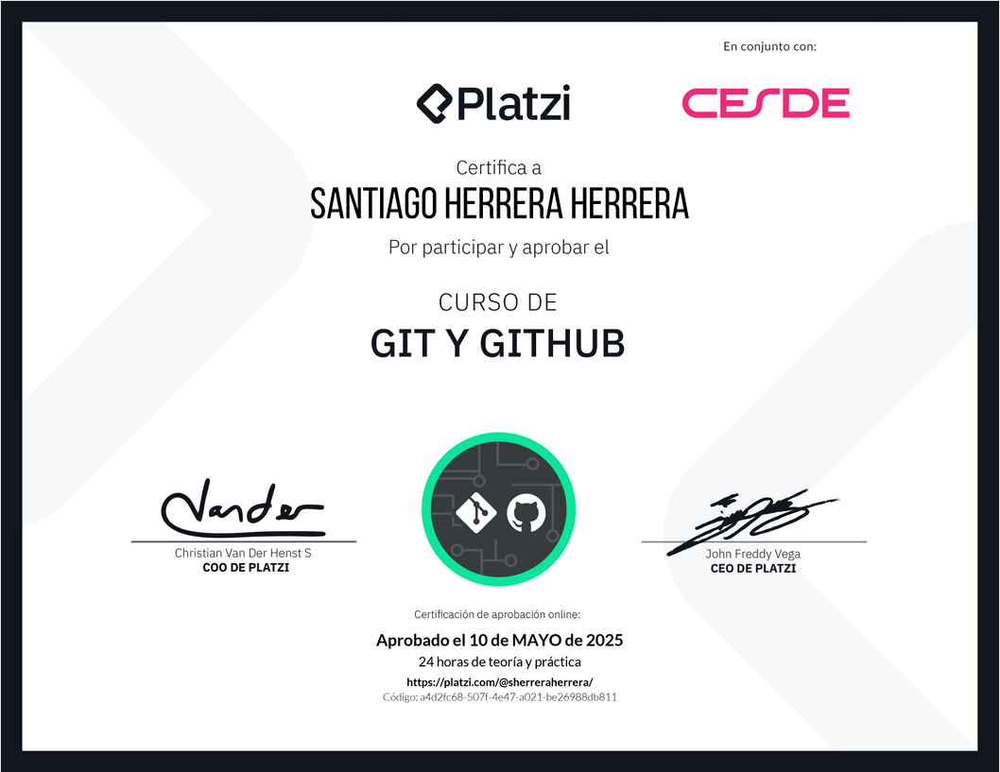 En conjunto con:
Platzi
CESDE
Certifica a
SANTIAGO HERRERA HERRERA
Por participar y aprobar el
CURSO DE
GIT Y GITHUB
Vander
Christian Van Der Henst S
COO DE PLATZI
John Freddy Vega
CEO DE PLATZI
Certificación de aprobación online:
Aprobado el 10 de MAYO de 2025
24 horas de teoría y práctica
https://platzi.com/@sherreraherrera/
Código: a4d2fc68-507f-4e47-a021-be26988db811